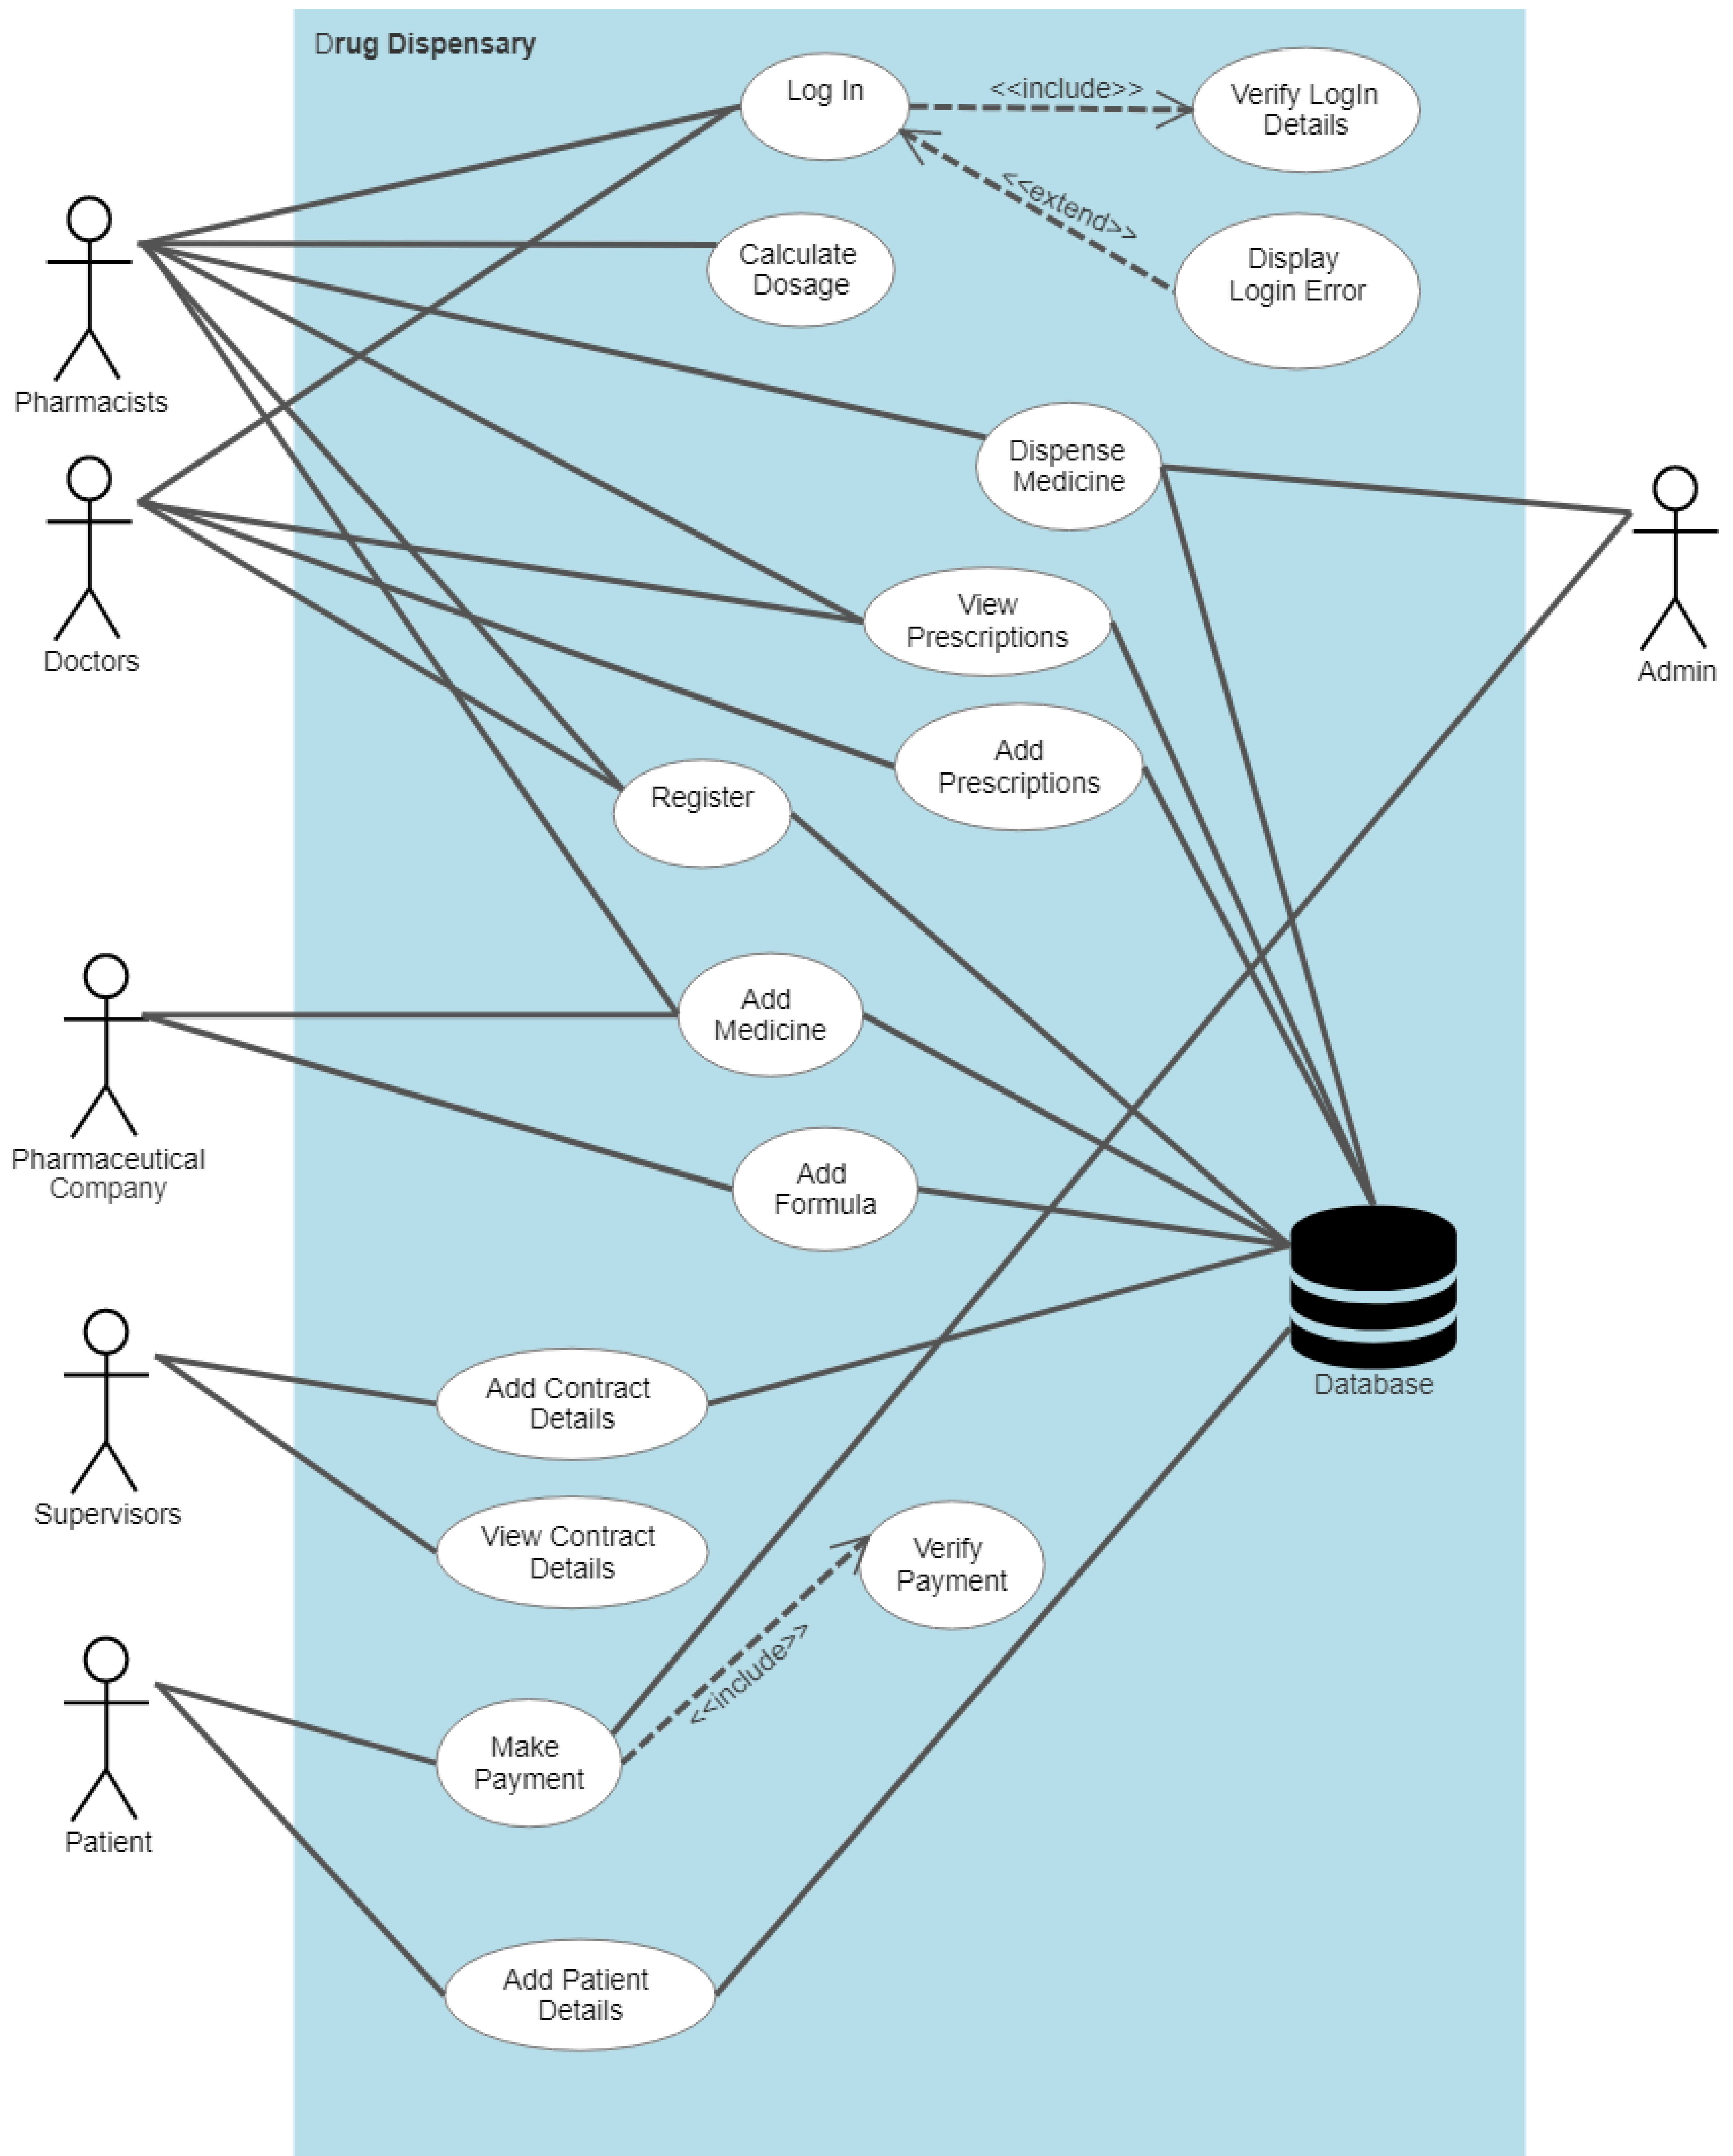 Drug Dispensary
Log In
<<include>>
Verify LogIn
Details
<<extend>>
Calculate
Dosage
Display
Login Error
Pharmacists
Dispense
Medicine
Doctors
Admin
View
Prescriptions
Add
Prescriptions
Register
Add
Medicine
Pharmaceutical
Company
Add
Formula
Database
Add Contract
Details
Supervisors
View Contract
Details
Verify
Payment
<<include>>
Make
Payment
Patient
Add Patient
Details